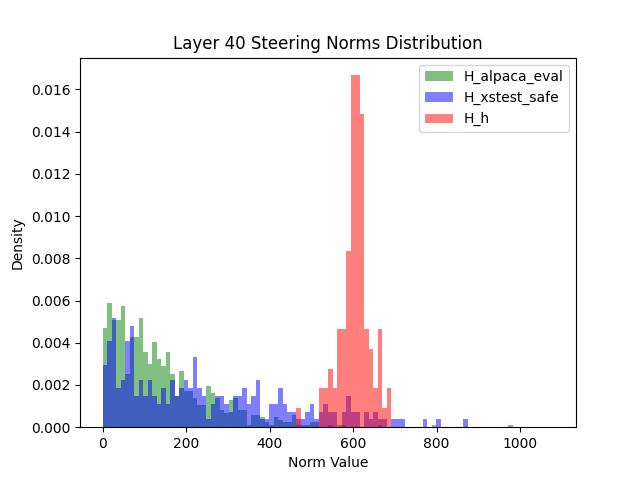 Layer 40 Steering Norms Distribution
H_alpaca_eval
H_xstest_safe
H_h
0.016
0.014
0.012
0.010
0.008
0.006
0.004
0.002
0.000
Density
0 200 400 600 800 1000
Norm Value